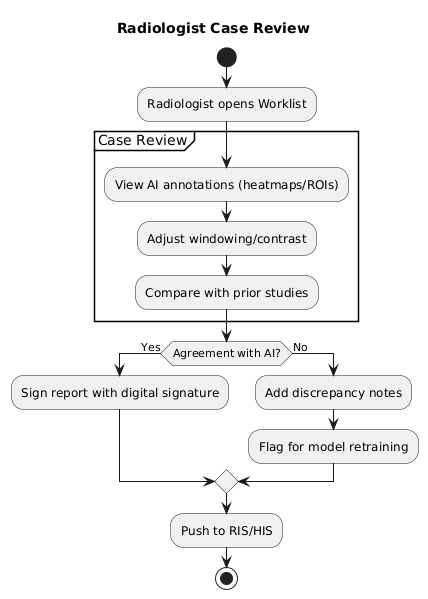 Radiologist Case Review
Radiologist opens Worklist
Case Review
View AI annotations (heatmaps/ROIs)
Adjust windowing/contrast
Compare with prior studies
Agreement with AI?
Yes
No
Sign report with digital signature
Add discrepancy notes
Flag for model retraining
Push to RIS/HIS